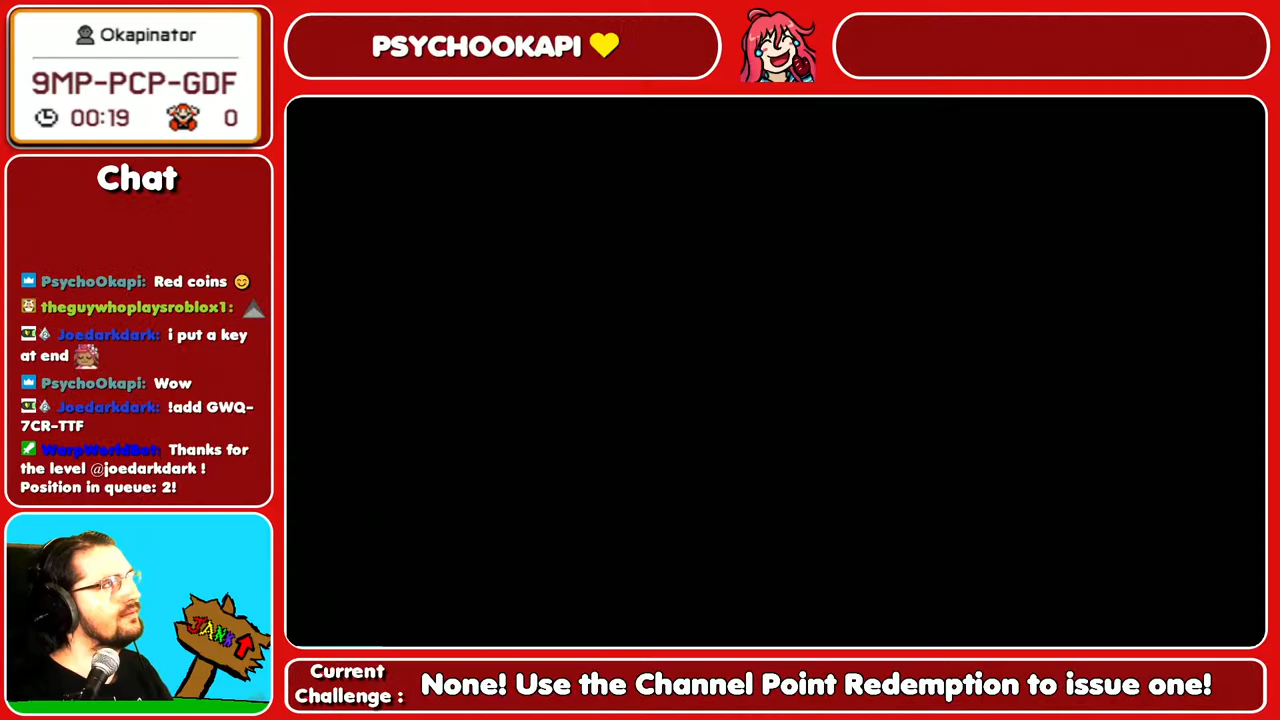 Okapinator
9MP-PCP-GDF
00:19 0
PSYCHOOKAPI 💛
Chat
PsychoOkapi: Red coins 😊
theguywhoplaysroblox1:
Joedarkdark: i put a key
at end
PsychoOkapi: Wow
Joedarkdark: !add GWQ-
7CR-TTF
WarpWorldBot: Thanks for
the level @joedarkdark !
Position in queue: 2!
JANK
Current
Challenge :
None! Use the Channel Point Redemption to issue one!